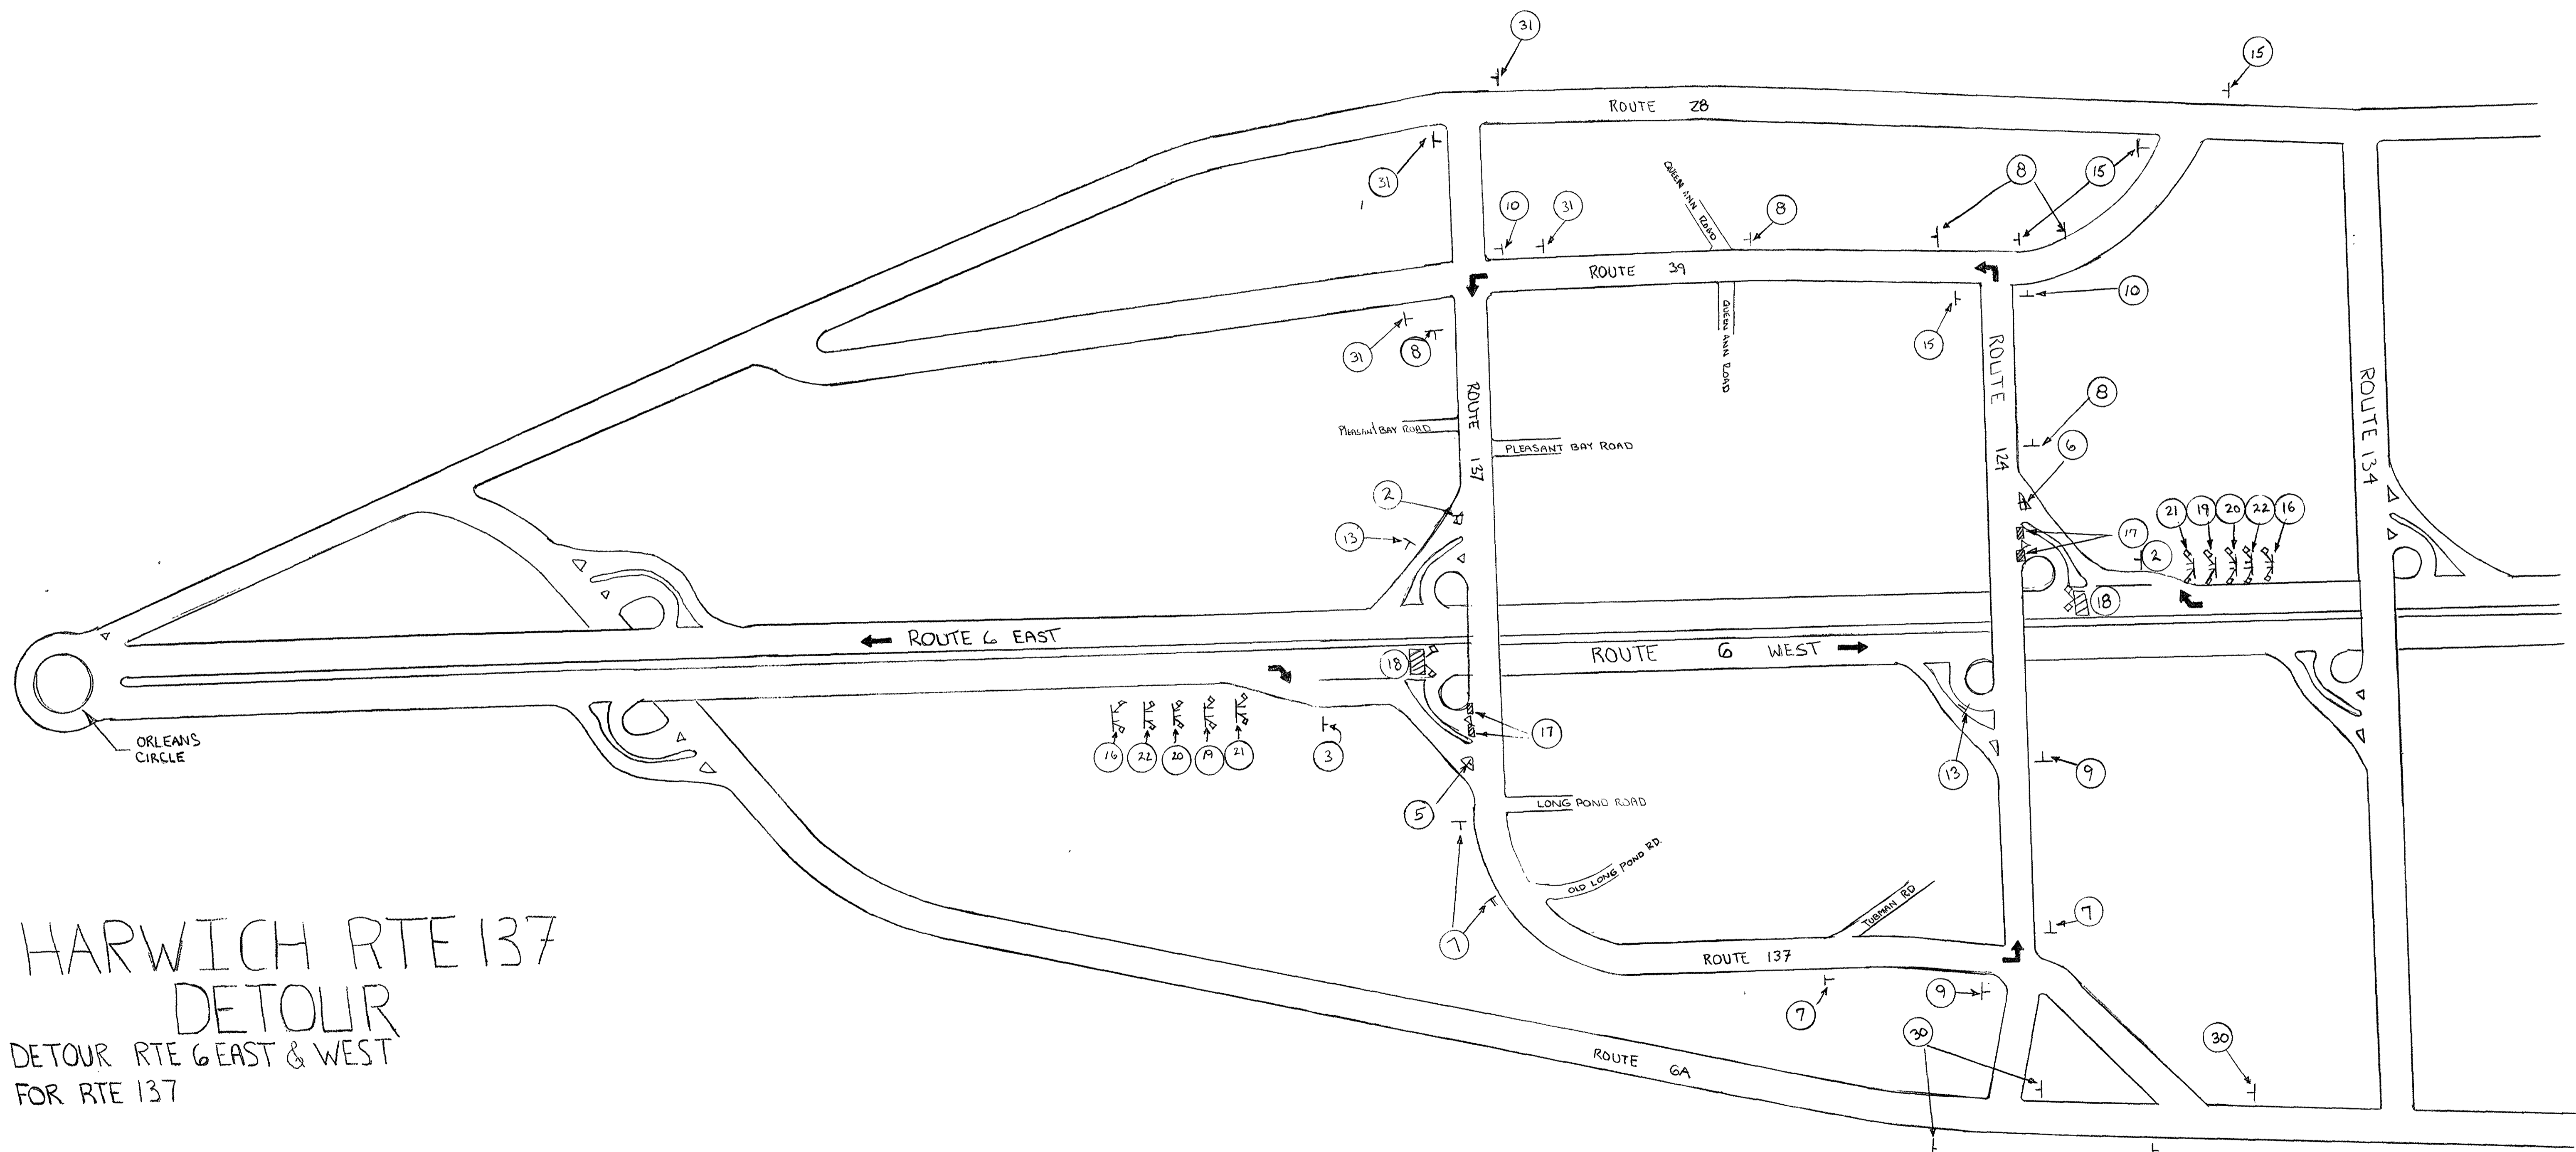 31
15
ROUTE 28
31
8
15
10
31
8
QUEEN ANN ROAD
ROUTE 39
10
31
8
15
QUEEN ANN ROAD
ROUTE 137
ROUTE 124
ROUTE 134
8
6
PLEASANT BAY ROAD
PLEASANT BAY ROAD
2
13
17
21
19
20
22
16
2
18
ROUTE 6 EAST
18
ROUTE 6 WEST
ORLEANS
CIRCLE
16
22
20
19
21
3
17
13
9
5
LONG POND ROAD
OLD LONG POND RD.
TUBMAN RD
7
7
ROUTE 137
7
9
30
30
ROUTE 6A
HARWICH RTE 137
DETOUR
DETOUR RTE 6 EAST & WEST
FOR RTE 137